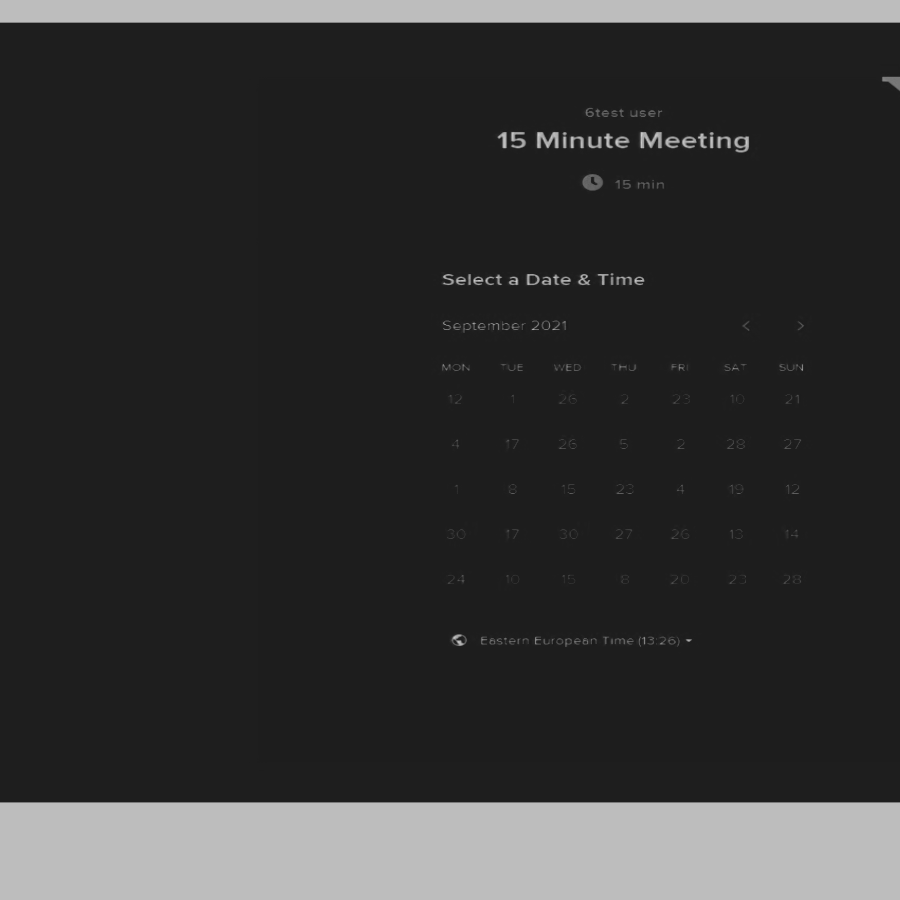 6test user
15 Minute Meeting
15 min
Select a Date & Time
September 2021
MON TUE WED THU FRI SAT SUN
12 1 26 2 23 10 21
4 17 26 5 2 28 27
1 8 15 23 4 19 12
30 17 30 27 26 13 14
24 10 15 8 20 23 28
Eastern European Time (13:26)